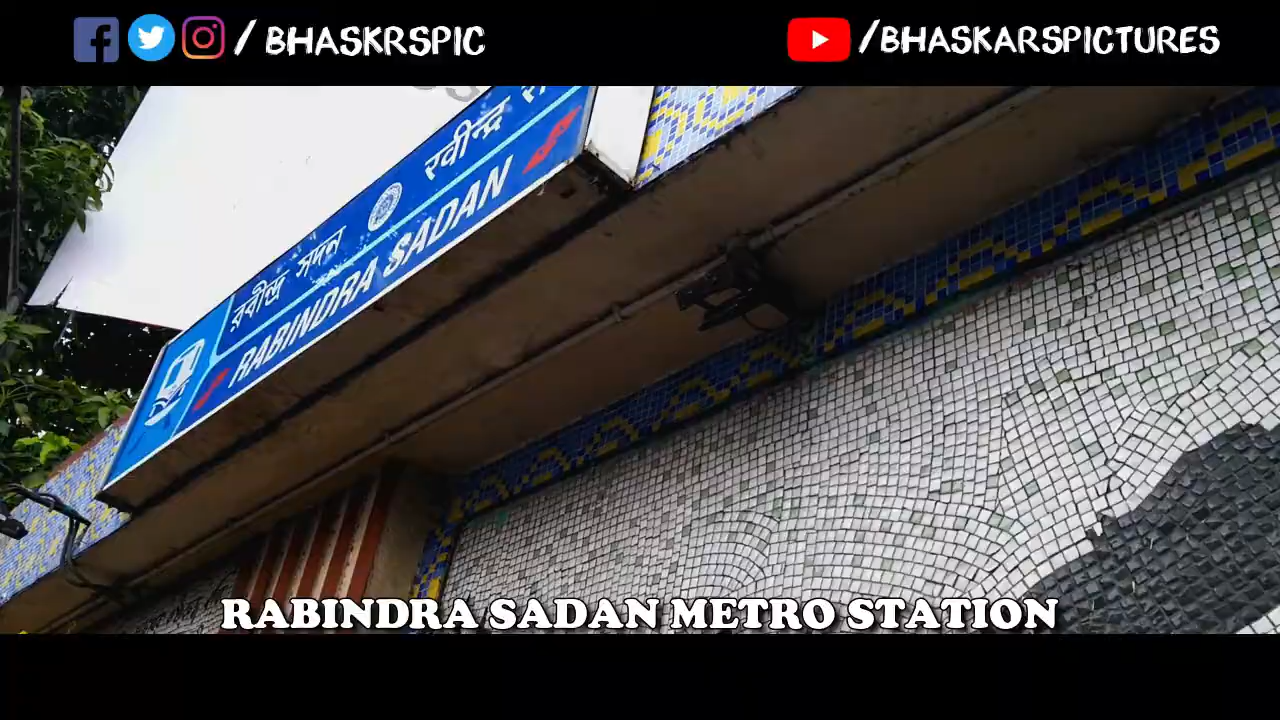 / BHASKRSPIC
/BHASKARSPICTURES
रवीन्द्र
রবীন্দ্র সদন
RABINDRA SADAN
RABINDRA SADAN METRO STATION